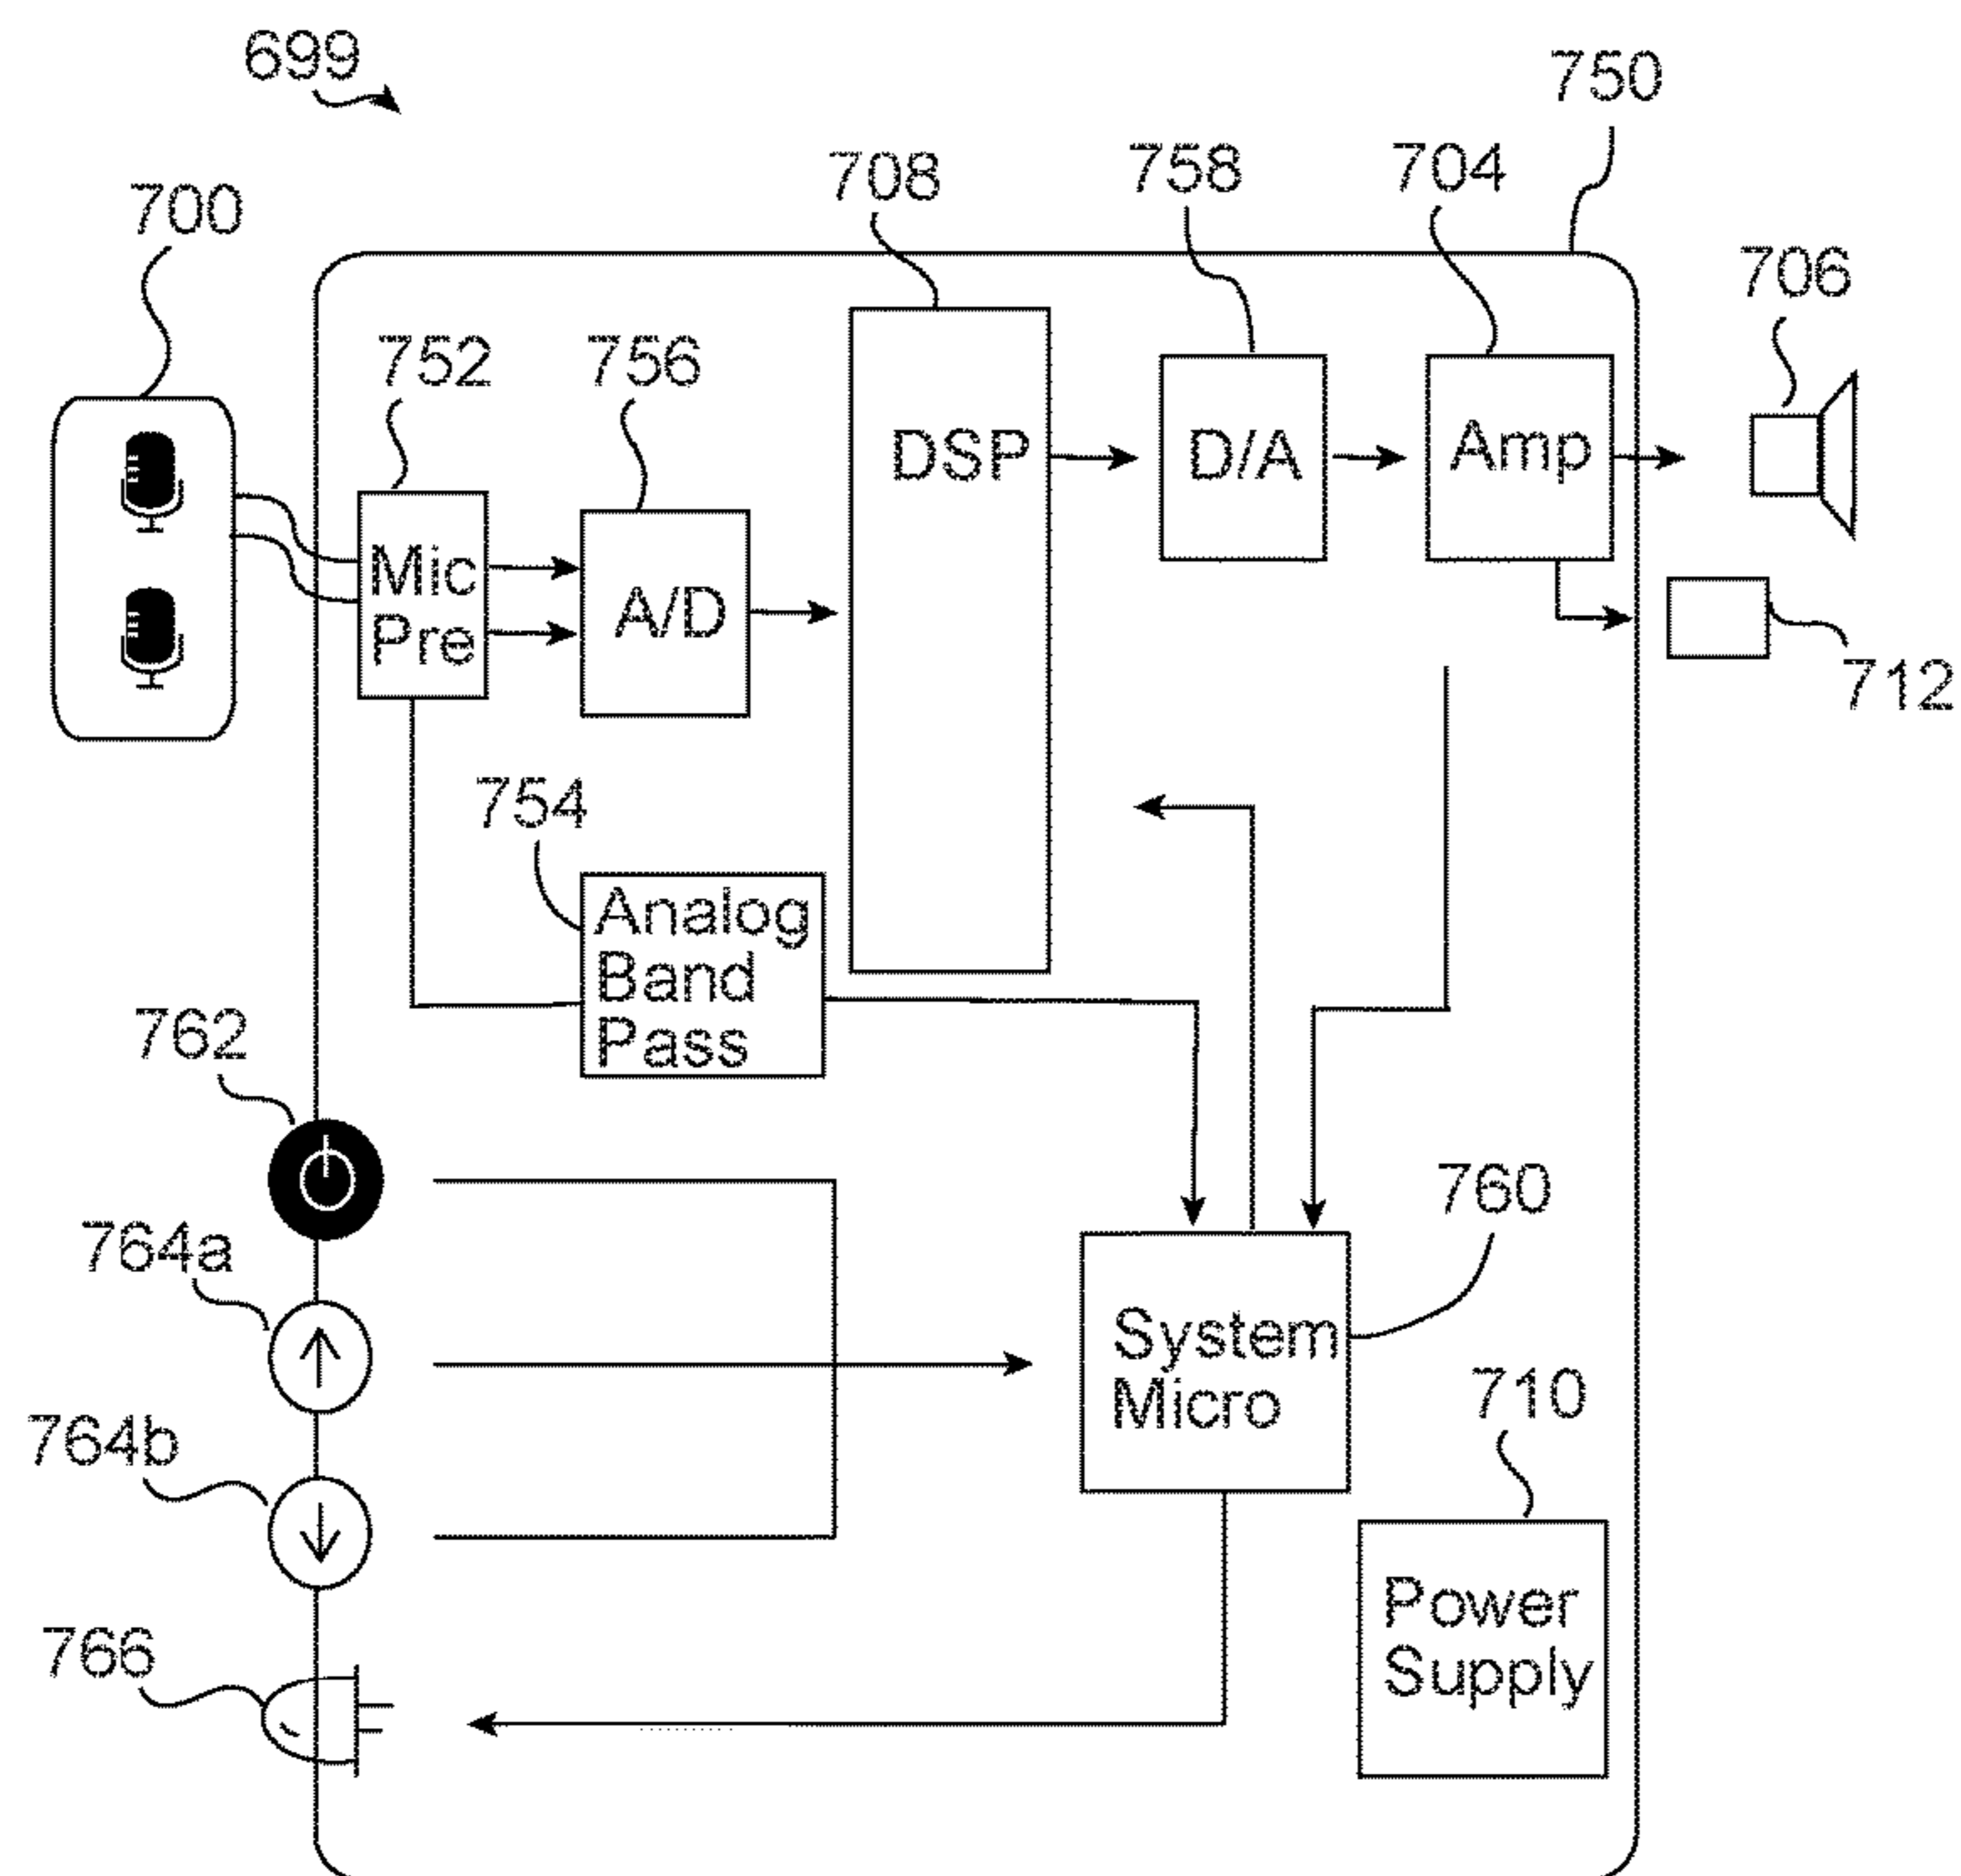 699
750
708
758
704
700
706
752
756
DSP
D/A
Amp
Mic
Pre
A/D
712
754
Analog
Band
Pass
762
760
764a
System
Micro
710
764b
Power
Supply
766